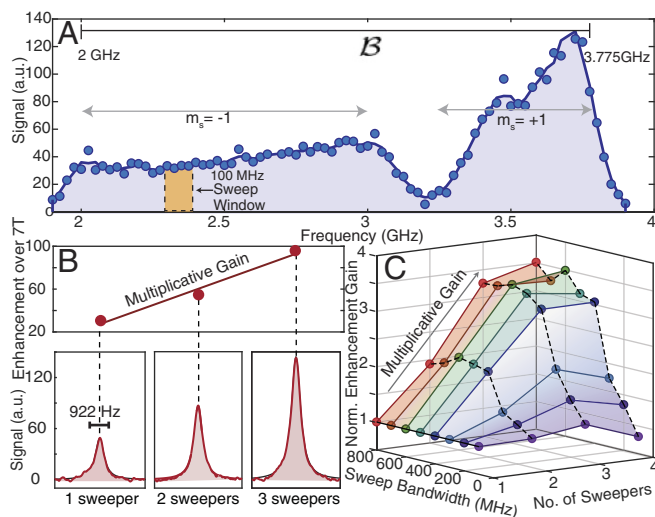 A
B
2 GHz
3.775GHz
Signal (a.u.)
140
120
100
80
60
40
20
0
m_s= -1
m_s= +1
100 MHz
Sweep
Window
2
2.5
3
3.5
4
Frequency (GHz)
B
Enhancement over 7T
100
60
20
Multiplicative Gain
Signal (a.u.)
120
60
0
922 Hz
1 sweeper
2 sweepers
3 sweepers
C
Norm. Enhancement Gain
4
3
2
1
Multiplicative Gain
800
600
400
200
0
Sweep Bandwidth (MHz)
1
2
3
4
No. of Sweepers